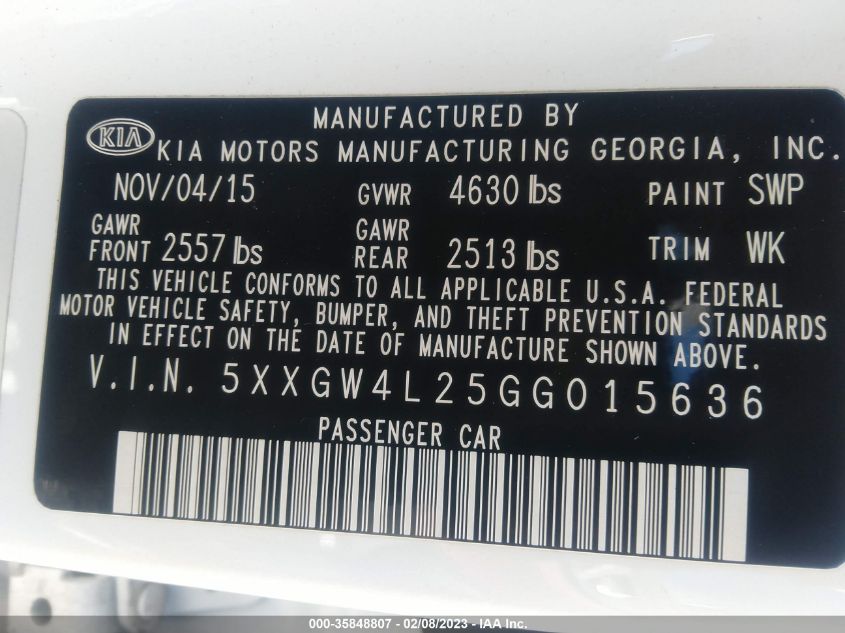 MANUFACTURED BY
KIA KIA MOTORS MANUFACTURING GEORGIA, INC.
NOV/04/15 GVWR 4630 lbs PAINT SWP
GAWR FRONT 2557 lbs GAWR REAR 2513 lbs TRIM WK
THIS VEHICLE CONFORMS TO ALL APPLICABLE U.S.A. FEDERAL
MOTOR VEHICLE SAFETY, BUMPER, AND THEFT PREVENTION STANDARDS
IN EFFECT ON THE DATE OF MANUFACTURE SHOWN ABOVE.
V.I.N. 5XXGW4L25GG015636
PASSENGER CAR
000-35848807 - 02/08/2023 - IAA Inc.